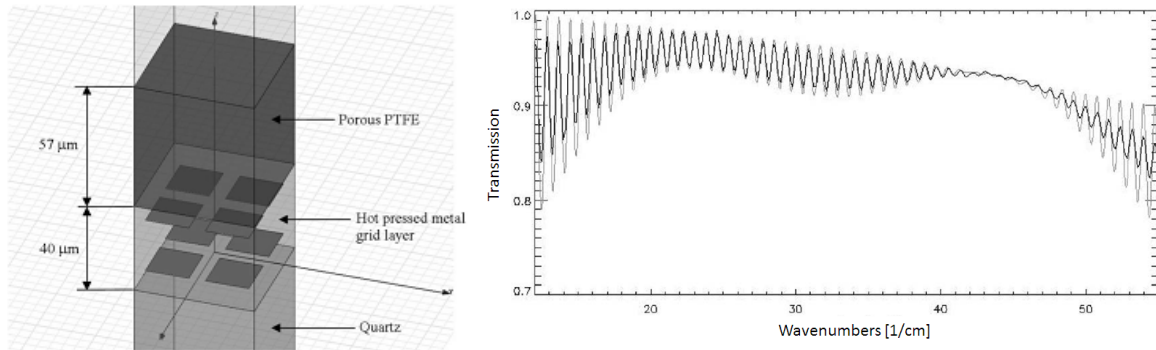 z
Porous PTFE
57 μm
Hot pressed metal
grid layer
40 μm
x
Quartz
1.0
0.9
0.8
0.7
Transmission
20
30
40
50
Wavenumbers [1/cm]